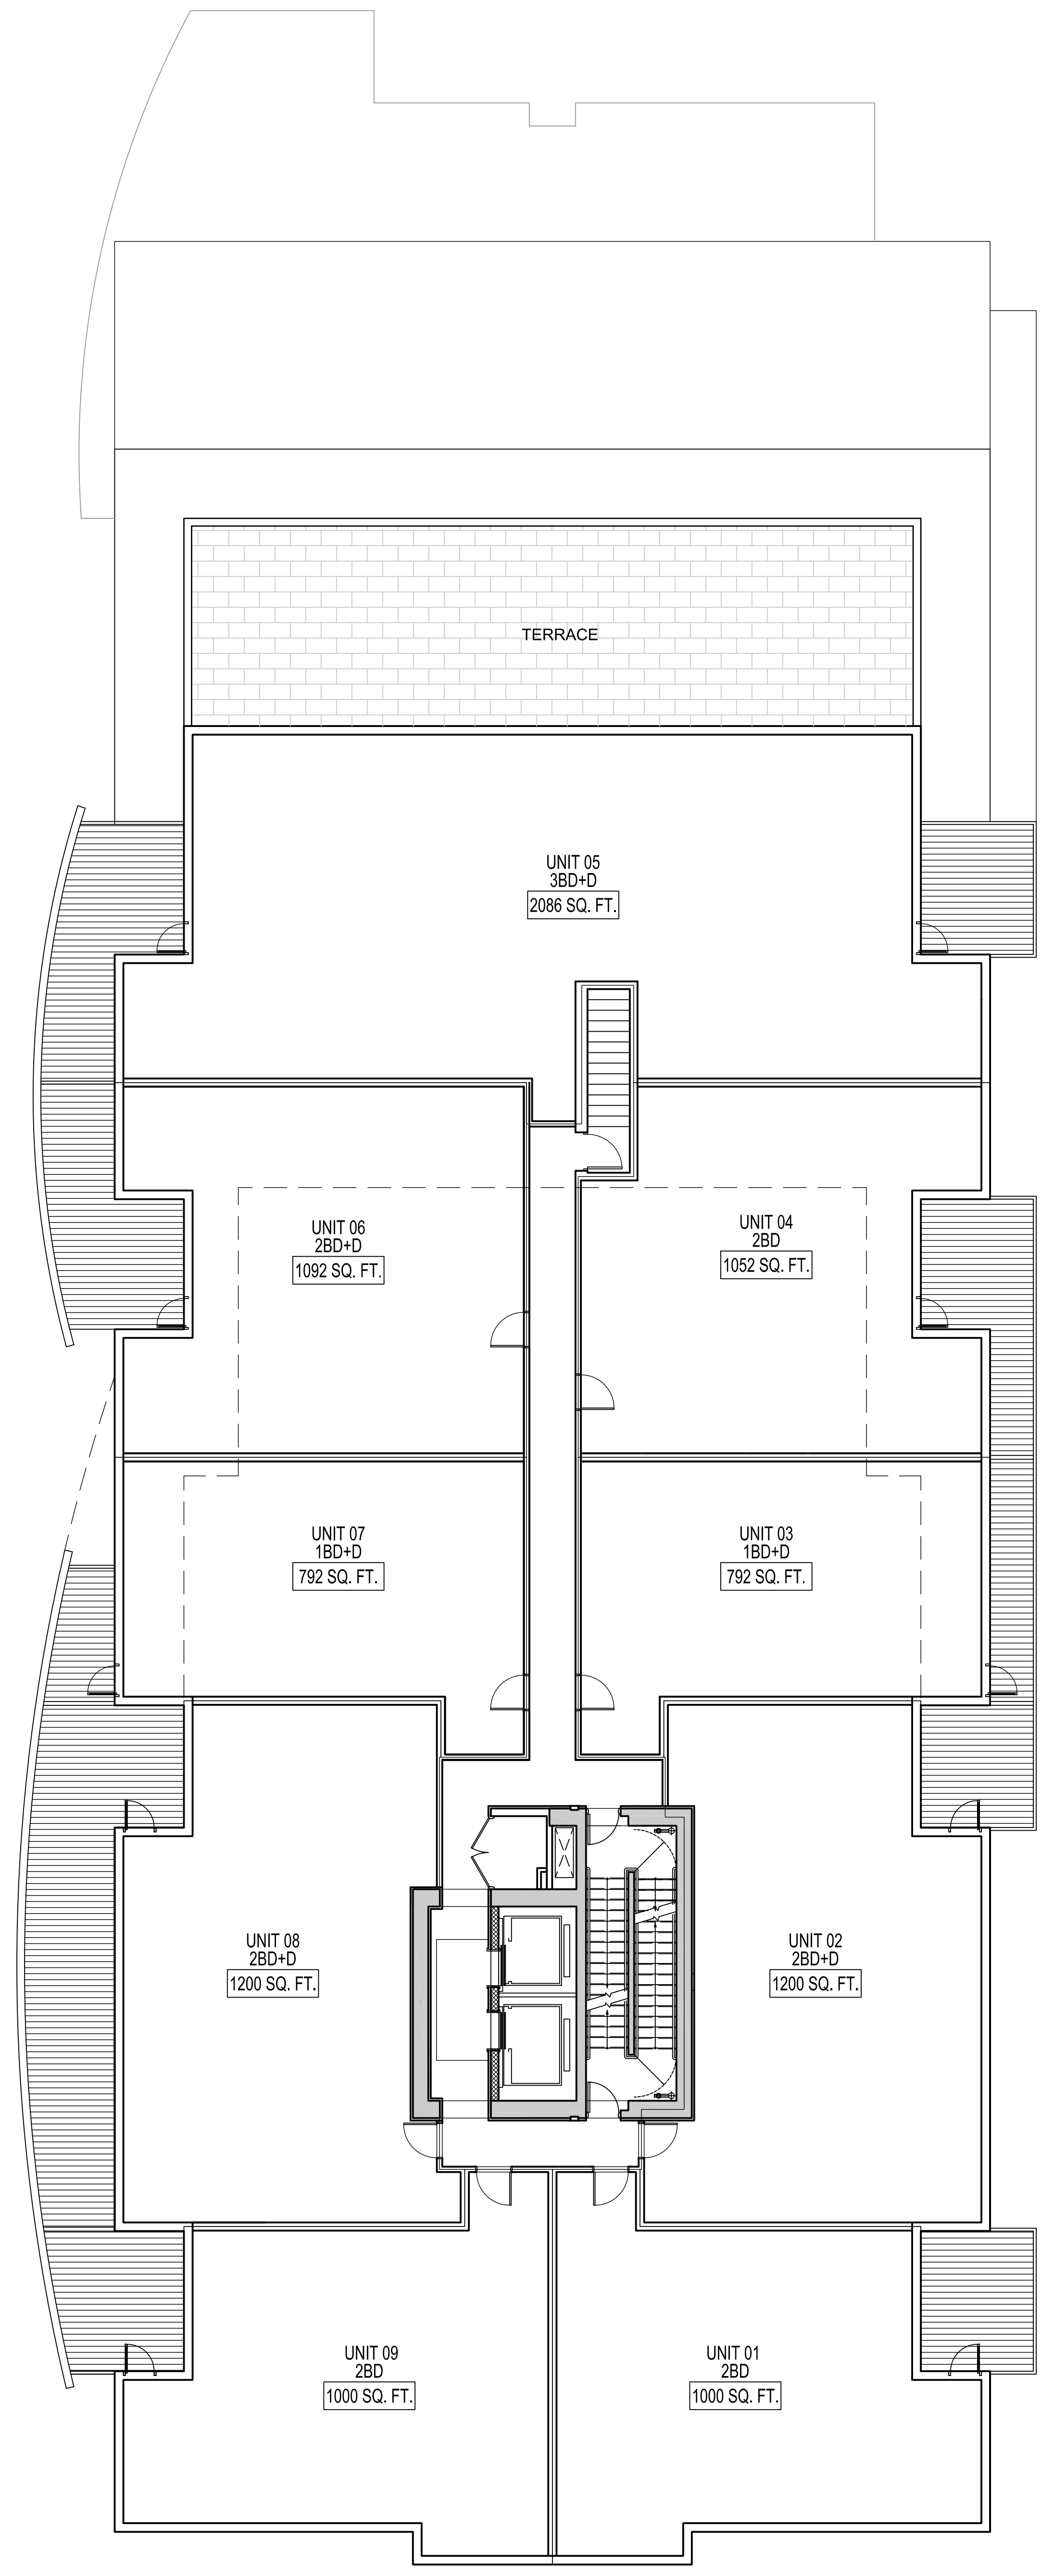 TERRACE
UNIT 05
3BD+D
2086 SQ. FT.
UNIT 06
2BD+D
1092 SQ. FT.
UNIT 04
2BD
1052 SQ. FT.
UNIT 07
1BD+D
792 SQ. FT.
UNIT 03
1BD+D
792 SQ. FT.
UNIT 08
2BD+D
1200 SQ. FT.
UNIT 02
2BD+D
1200 SQ. FT.
UNIT 09
2BD
1000 SQ. FT.
UNIT 01
2BD
1000 SQ. FT.